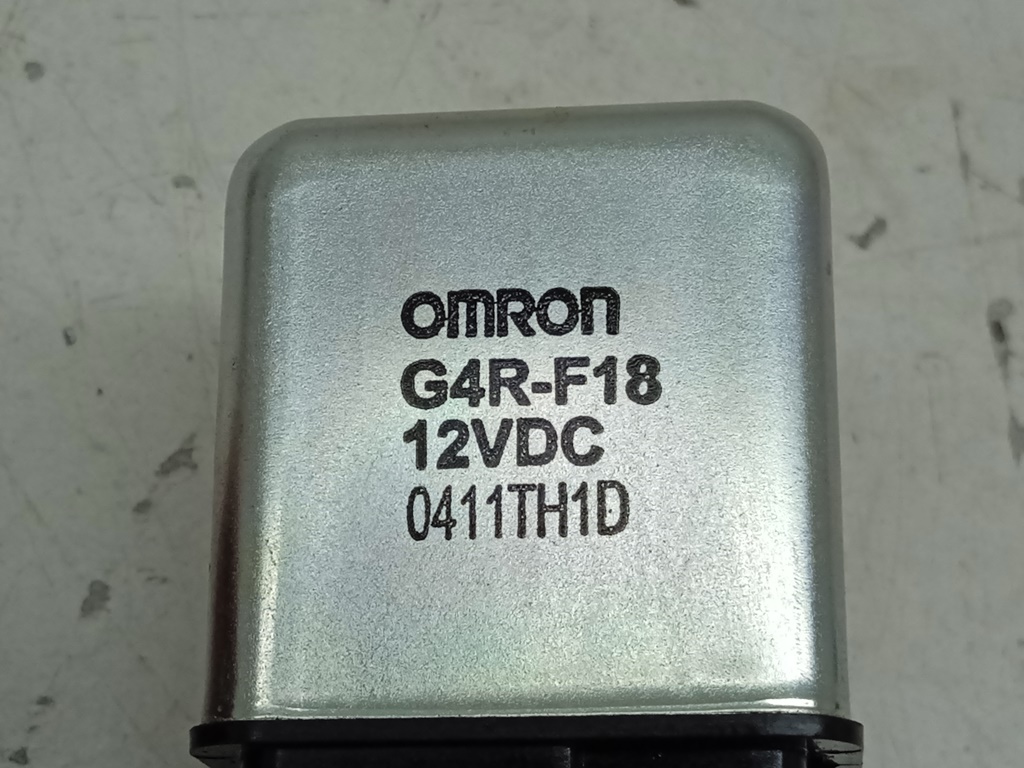 omron
G4R-F18
12VDC
0411TH1D